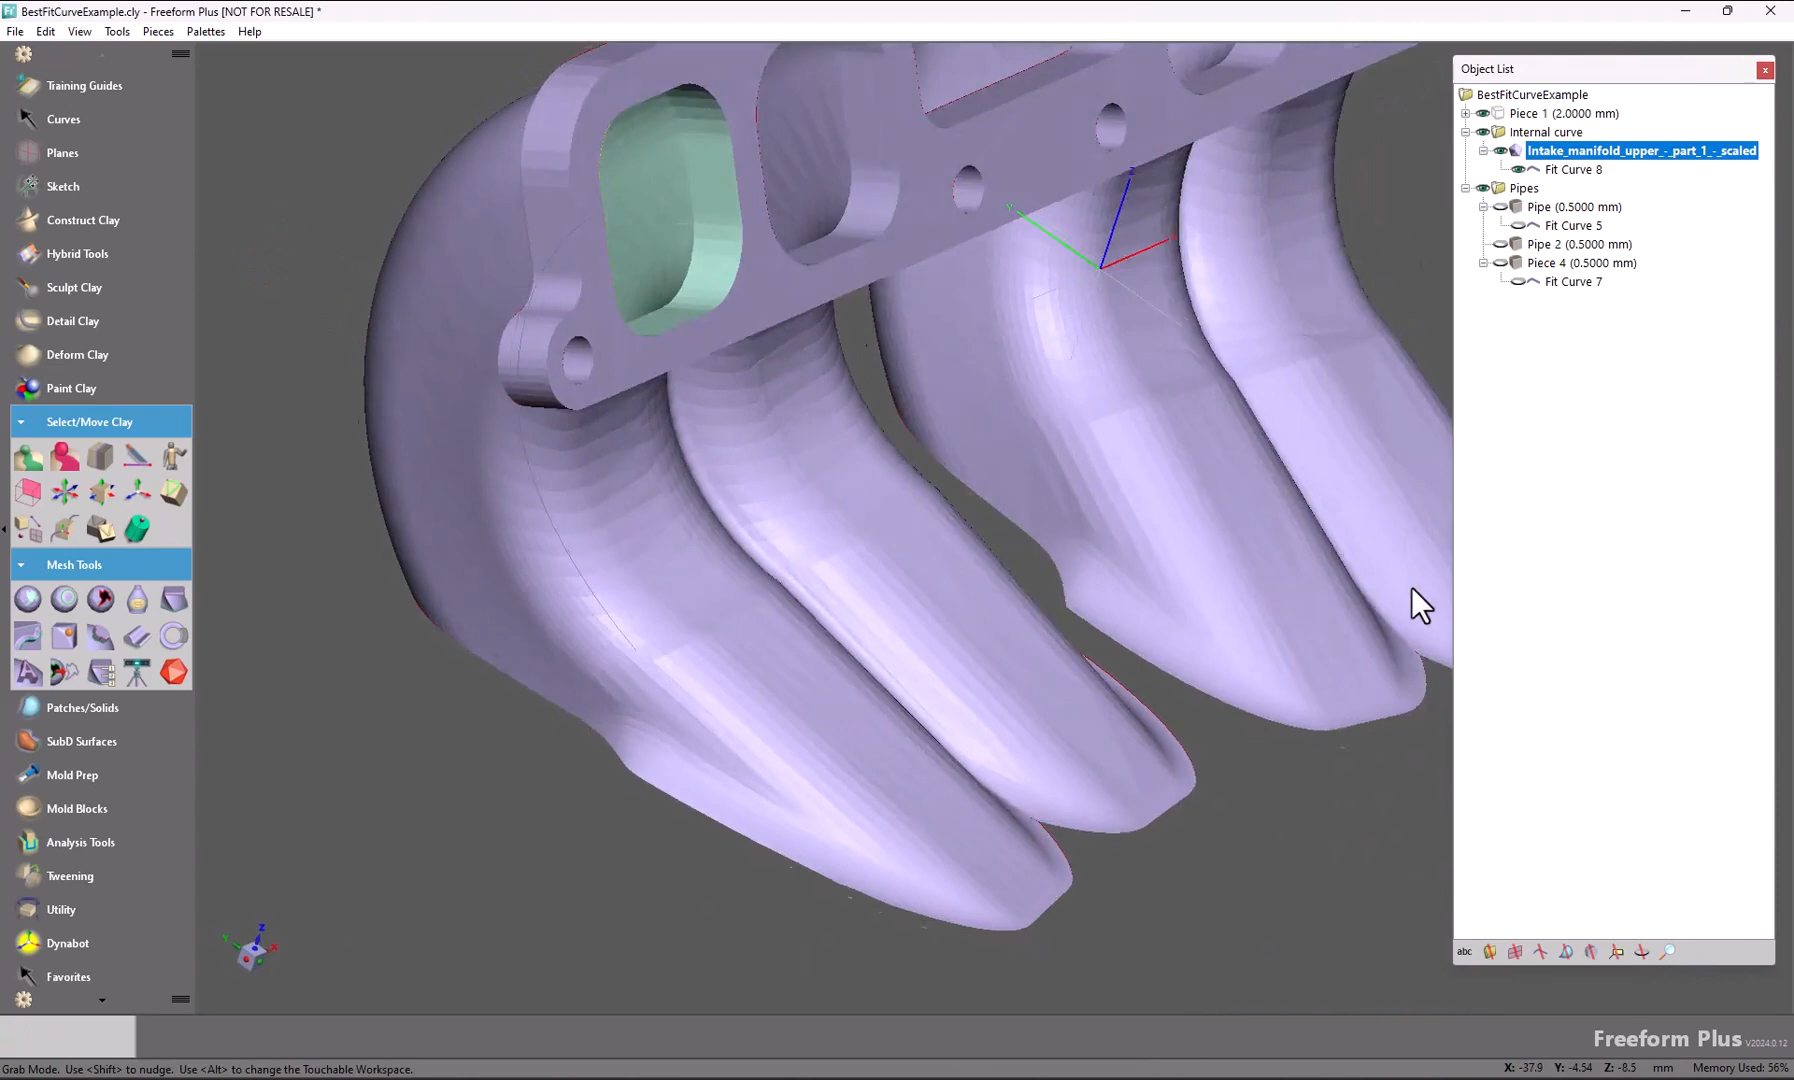 BestFitCurveExample.cly - Freeform Plus [NOT FOR RESALE] *
File Edit View Tools Pieces Palettes Help
Training Guides
Curves
Planes
Sketch
Construct Clay
Hybrid Tools
Sculpt Clay
Detail Clay
Deform Clay
Paint Clay
Select/Move Clay
Mesh Tools
Patches/Solids
SubD Surfaces
Mold Prep
Mold Blocks
Analysis Tools
Tweening
Utility
Dynabot
Favorites
Z
Y
X
Object List
BestFitCurveExample
Piece 1 (2.0000 mm)
Internal curve
Intake_manifold_upper_-_part_1_-_scaled
Fit Curve 8
Pipes
Pipe (0.5000 mm)
Fit Curve 5
Pipe 2 (0.5000 mm)
Piece 4 (0.5000 mm)
Fit Curve 7
abc
Freeform Plus V2024.0.12
Grab Mode. Use <Shift> to nudge. Use <Alt> to change the Touchable Workspace.
X: -37.9 Y: -4.54 Z: -8.5 mm Memory Used: 56%